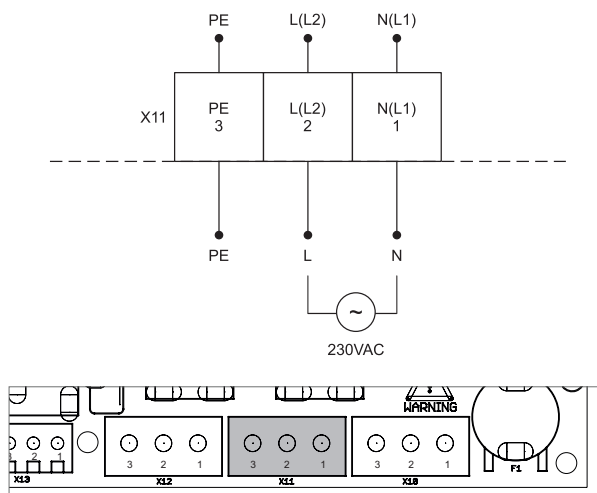 PE L(L2) N(L1)
X11
PE L(L2) N(L1)
3 2 1
PE L N
~
230VAC
WARNING
3 2 1
3 2 1
3 2 1
3 2 1
X13 X12 X11 X10 F1